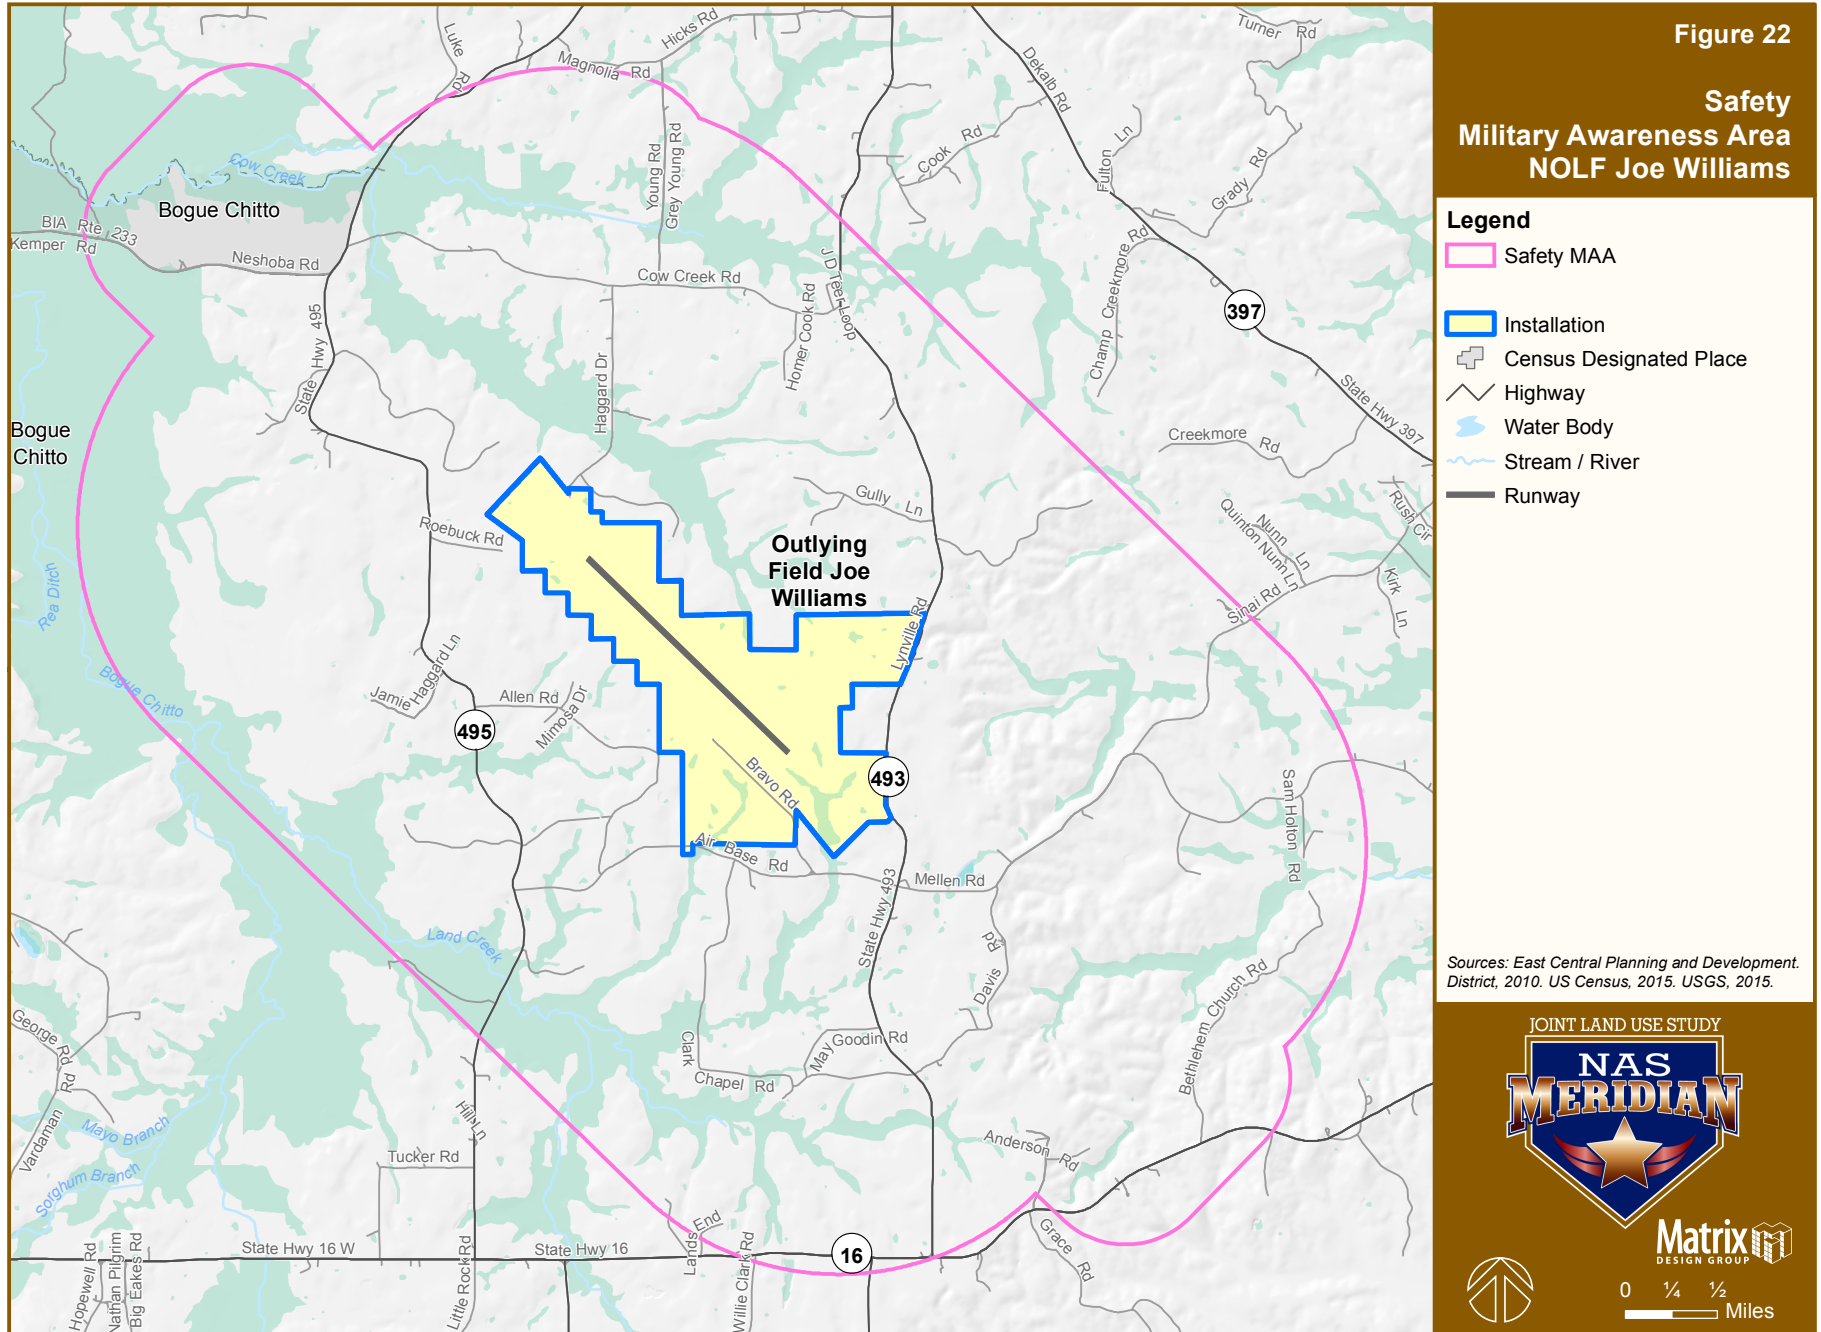 Figure 22
Safety
Military Awareness Area
NOLF Joe Williams
Legend
Safety MAA
Installation
Census Designated Place
Highway
Water Body
Stream / River
Runway
Sources: East Central Planning and Development.
District, 2010. US Census, 2015. USGS, 2015.
JOINT LAND USE STUDY
NAS
MERIDIAN
Matrix
DESIGN GROUP
0 ¼ ½
Miles
Luke Rd
Hicks Rd
Magnolia Rd
Turner Rd
Dekalb Rd
Cook Rd
Fulton Ln
Grady Rd
Young Rd
Grey Young Rd
Cow Creek
Bogue Chitto
BIA Rte 233
Kemper Rd
Neshoba Rd
Cow Creek Rd
J D Teer Loop
Champ Creekmore Rd
397
State Hwy 495
Homer Cook Rd
Haggard Dr
State Hwy 397
Bogue
Chitto
Creekmore Rd
Gully Ln
Roebuck Rd
Rush Cir
Nunn Ln
Quinton Nunn Ln
Kirk Ln
Outlying
Field Joe
Williams
Rea Ditch
Sinai Rd
Lynville Rd
Jamie Haggard Ln
Bogue Chitto
Allen Rd
Mimosa Dr
495
Bravo Rd
493
Sam Holton Rd
Air Base Rd
Mellen Rd
State Hwy 493
Land Creek
Davis Rd
Bethlehem Church Rd
George Rd
Clark Chapel Rd
May Goodin Rd
Hills Ln
Vardaman Rd
Mayo Branch
Tucker Rd
Anderson Rd
Sorghum Branch
Lands End
Grace Rd
State Hwy 16 W
State Hwy 16
16
Hopewell Rd
Nathan Pilgrim
Big Eakes Rd
Little Rock Rd
Willie Clark Rd